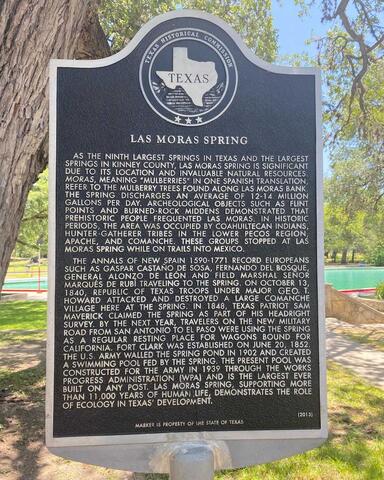 TEXAS HISTORICAL COMMISSION
TEXAS
LAS MORAS SPRING
AS THE NINTH LARGEST SPRINGS IN TEXAS AND THE LARGEST
SPRINGS IN KINNEY COUNTY, LAS MORAS SPRING IS SIGNIFICANT
DUE TO ITS LOCATION AND INVALUABLE NATURAL RESOURCES.
MORAS, MEANING "MULBERRIES" IN ONE SPANISH TRANSLATION,
REFER TO THE MULBERRY TREES FOUND ALONG LAS MORAS BANK.
THE SPRING DISCHARGES AN AVERAGE OF 12-14 MILLION
GALLONS PER DAY. ARCHEOLOGICAL OBJECTS SUCH AS FLINT
POINTS AND BURNED-ROCK MIDDENS DEMONSTRATED THAT
PREHISTORIC PEOPLE FREQUENTED LAS MORAS. IN HISTORIC
PERIODS, THE AREA WAS OCCUPIED BY COAHUILTECAN INDIANS,
HUNTER-GATHERER TRIBES IN THE LOWER PECOS REGION,
APACHE, AND COMANCHE. THESE GROUPS STOPPED AT LAS
MORAS SPRING WHILE ON TRAILS INTO MEXICO.
THE ANNALS OF NEW SPAIN 1590-1771 RECORD EUROPEANS
SUCH AS GASPAR CASTAÑO DE SOSA, FERNANDO DEL BOSQUE,
GENERAL ALONZO DE LEON AND FIELD MARSHAL SEÑOR
MARQUÉS DE RUBÍ TRAVELING TO THE SPRING. ON OCTOBER 13,
1840, REPUBLIC OF TEXAS TROOPS UNDER MAJOR GEO. T.
HOWARD ATTACKED AND DESTROYED A LARGE COMANCHE
VILLAGE HERE AT THE SPRING. IN 1848, TEXAS PATRIOT SAM
MAVERICK CLAIMED THE SPRING AS PART OF HIS HEADRIGHT
SURVEY. BY THE NEXT YEAR, TRAVELERS ON THE NEW MILITARY
ROAD FROM SAN ANTONIO TO EL PASO WERE USING THE SPRING
AS A REGULAR RESTING PLACE FOR WAGONS BOUND FOR
CALIFORNIA. FORT CLARK WAS ESTABLISHED ON JUNE 20, 1852.
THE U.S. ARMY WALLED THE SPRING POND IN 1902 AND CREATED
A SWIMMING POOL FED BY THE SPRING. THE PRESENT POOL WAS
CONSTRUCTED FOR THE ARMY IN 1939 THROUGH THE WORKS
PROGRESS ADMINISTRATION (WPA) AND IS THE LARGEST EVER
BUILT ON ANY POST. LAS MORAS SPRING, SUPPORTING MORE
THAN 11,000 YEARS OF HUMAN LIFE, DEMONSTRATES THE ROLE
OF ECOLOGY IN TEXAS' DEVELOPMENT.
(2013)
MARKER IS PROPERTY OF THE STATE OF TEXAS